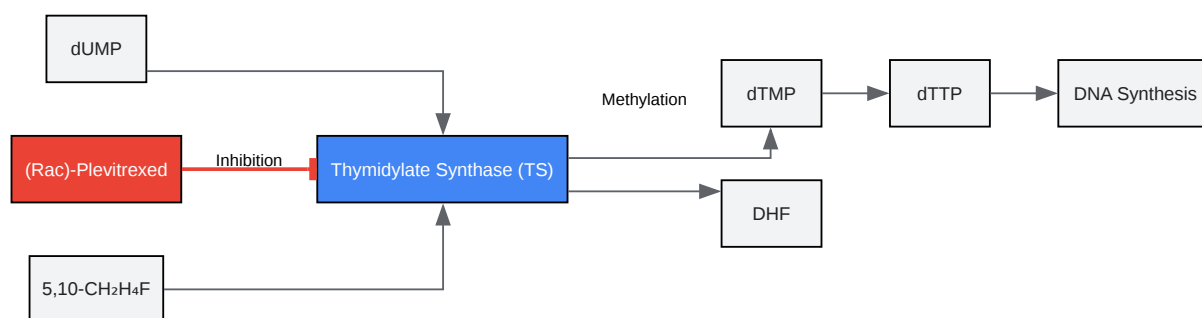 dUMP
(Rac)-Plevitrexed
Inhibition
5,10-CH₂H₄F
Thymidylate Synthase (TS)
Methylation
dTMP
DHF
dTTP
DNA Synthesis